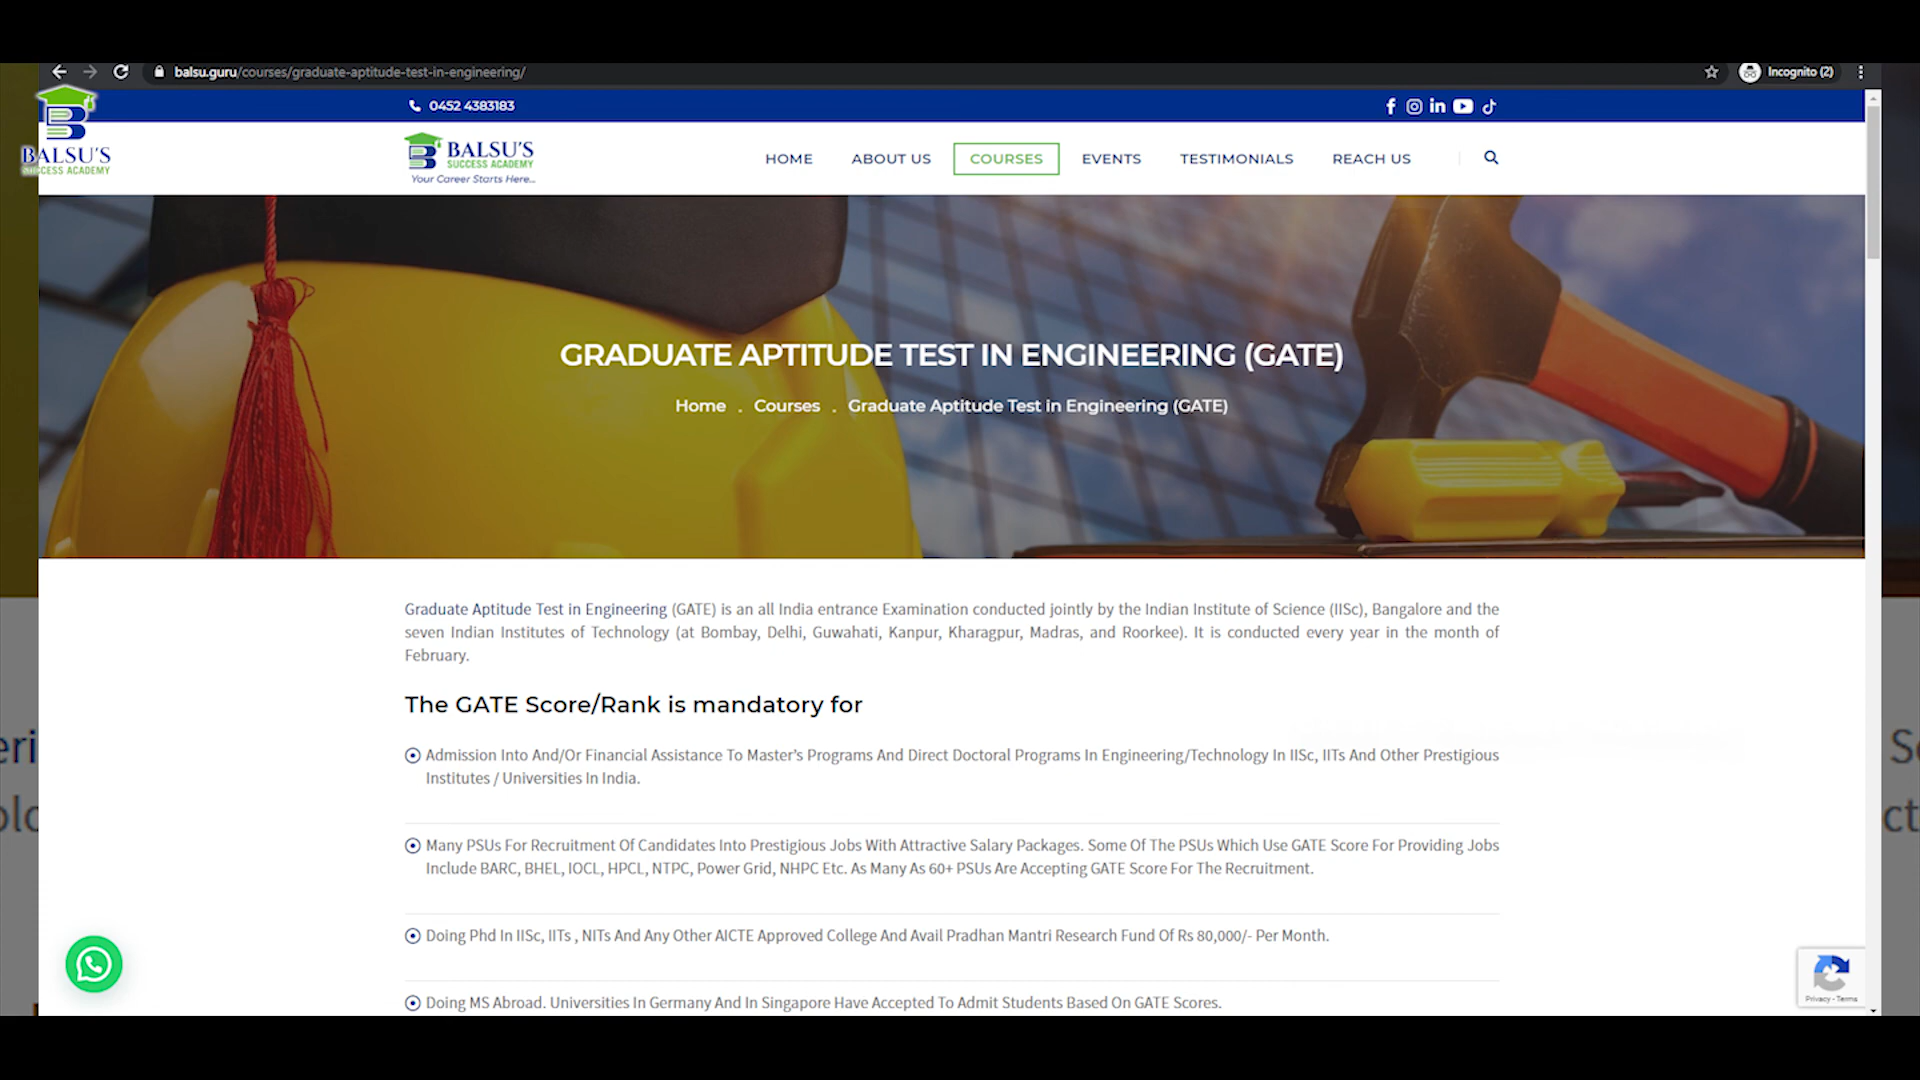 balsu.guru/courses/graduate-aptitude-test-in-engineering/
Incognito (2)
0452 4383183
BALSU'S
SUCCESS ACADEMY
BALSU'S
SUCCESS ACADEMY
Your Career Starts Here...
HOME
ABOUT US
COURSES
EVENTS
TESTIMONIALS
REACH US
GRADUATE APTITUDE TEST IN ENGINEERING (GATE)
Home . Courses . Graduate Aptitude Test in Engineering (GATE)
Graduate Aptitude Test in Engineering (GATE) is an all India entrance Examination conducted jointly by the Indian Institute of Science (IISc), Bangalore and the
seven Indian Institutes of Technology (at Bombay, Delhi, Guwahati, Kanpur, Kharagpur, Madras, and Roorkee). It is conducted every year in the month of
February.
The GATE Score/Rank is mandatory for
Admission Into And/Or Financial Assistance To Master's Programs And Direct Doctoral Programs In Engineering/Technology In IISc, IITs And Other Prestigious
Institutes / Universities In India.
Many PSUs For Recruitment Of Candidates Into Prestigious Jobs With Attractive Salary Packages. Some Of The PSUs Which Use GATE Score For Providing Jobs
Include BARC, BHEL, IOCL, HPCL, NTPC, Power Grid, NHPC Etc. As Many As 60+ PSUs Are Accepting GATE Score For The Recruitment.
Doing Phd In IISc, IITs , NITs And Any Other AICTE Approved College And Avail Pradhan Mantri Research Fund Of Rs 80,000/- Per Month.
Doing MS Abroad. Universities In Germany And In Singapore Have Accepted To Admit Students Based On GATE Scores.
Privacy - Terms